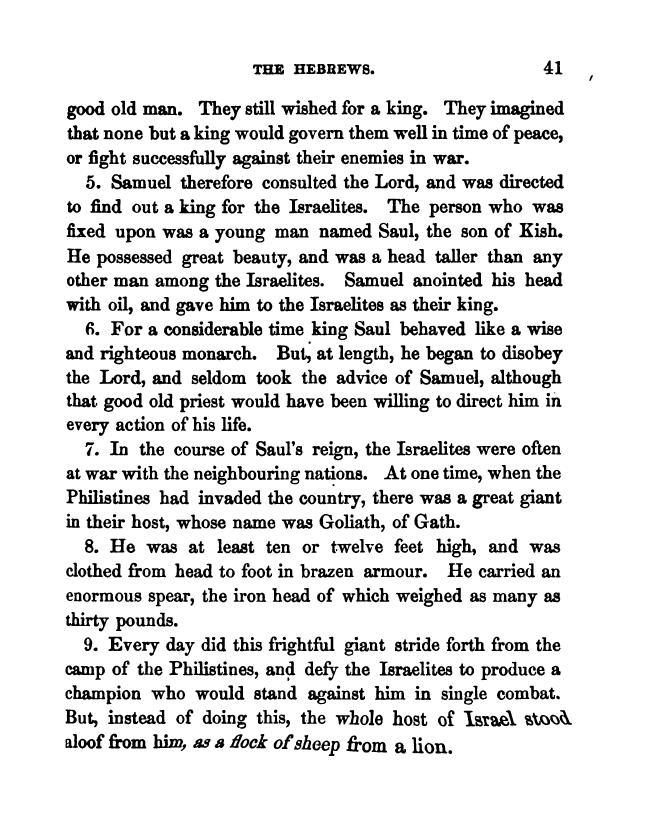 THE HEBREWS. 41
good old man. They still wished for a king. They imagined
that none but a king would govern them well in time of peace,
or fight successfully against their enemies in war.
5. Samuel therefore consulted the Lord, and was directed
to find out a king for the Israelites. The person who was
fixed upon was a young man named Saul, the son of Kish.
He possessed great beauty, and was a head taller than any
other man among the Israelites. Samuel anointed his head
with oil, and gave him to the Israelites as their king.
6. For a considerable time king Saul behaved like a wise
and righteous monarch. But, at length, he began to disobey
the Lord, and seldom took the advice of Samuel, although
that good old priest would have been willing to direct him in
every action of his life.
7. In the course of Saul's reign, the Israelites were often
at war with the neighbouring nations. At one time, when the
Philistines had invaded the country, there was a great giant
in their host, whose name was Goliath, of Gath.
8. He was at least ten or twelve feet high, and was
clothed from head to foot in brazen armour. He carried an
enormous spear, the iron head of which weighed as many as
thirty pounds.
9. Every day did this frightful giant stride forth from the
camp of the Philistines, and defy the Israelites to produce a
champion who would stand against him in single combat.
But, instead of doing this, the whole host of Israel stood
aloof from him, as a flock of sheep from a lion.